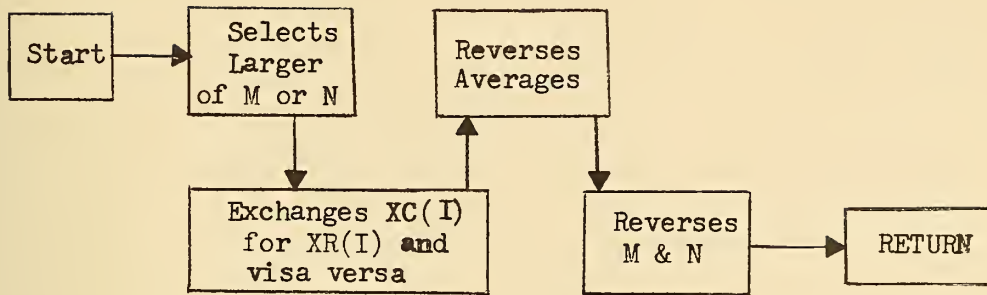 Start
Selects
Larger
of M or N
Exchanges XC(I)
for XR(I) and
visa versa
Reverses
Averages
Reverses
M & N
RETURN